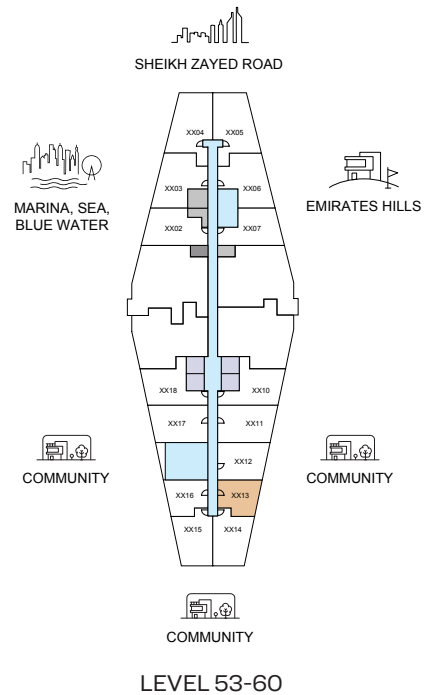 SHEIKH ZAYED ROAD
XX04 XX05
XX03 XX06
MARINA, SEA,
BLUE WATER
EMIRATES HILLS
XX02 XX07
XX18 XX10
XX17 XX11
XX12
COMMUNITY
COMMUNITY
XX16 XX13
XX15 XX14
COMMUNITY
LEVEL 53-60